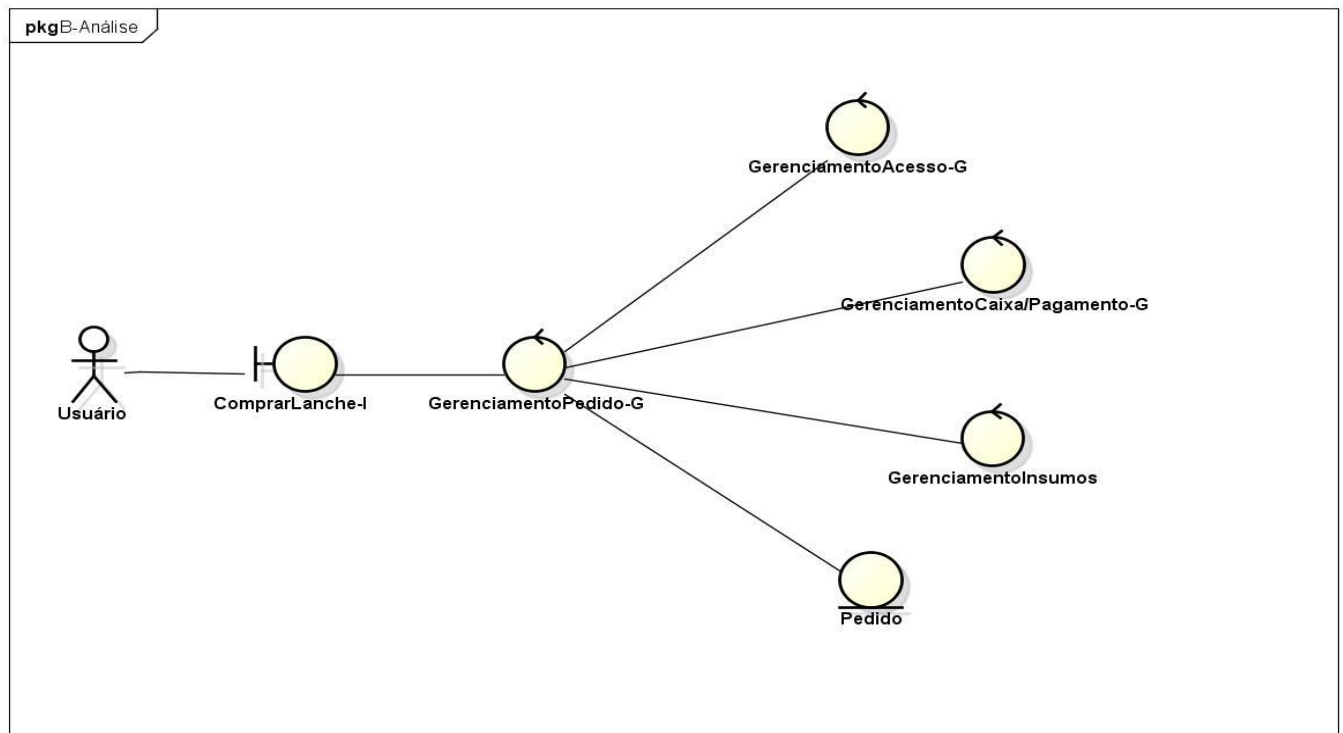 pkgB-Análise
GerenciamentoAcesso-G
GerenciamentoCaixa/Pagamento-G
Usuário
ComprarLanche-I
GerenciamentoPedido-G
GerenciamentoInsumos
Pedido